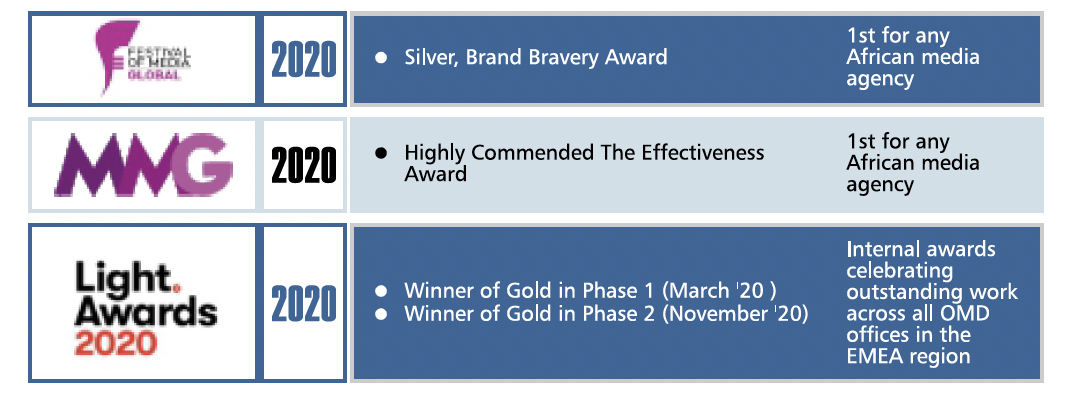 FESTIVAL
OF MEDIA
GLOBAL
2020
● Silver, Brand Bravery Award
1st for any
African media
agency
MMG
2020
● Highly Commended The Effectiveness
Award
1st for any
African media
agency
Light.
Awards
2020
2020
● Winner of Gold in Phase 1 (March '20 )
● Winner of Gold in Phase 2 (November '20)
Internal awards
celebrating
outstanding work
across all OMD
offices in the
EMEA region